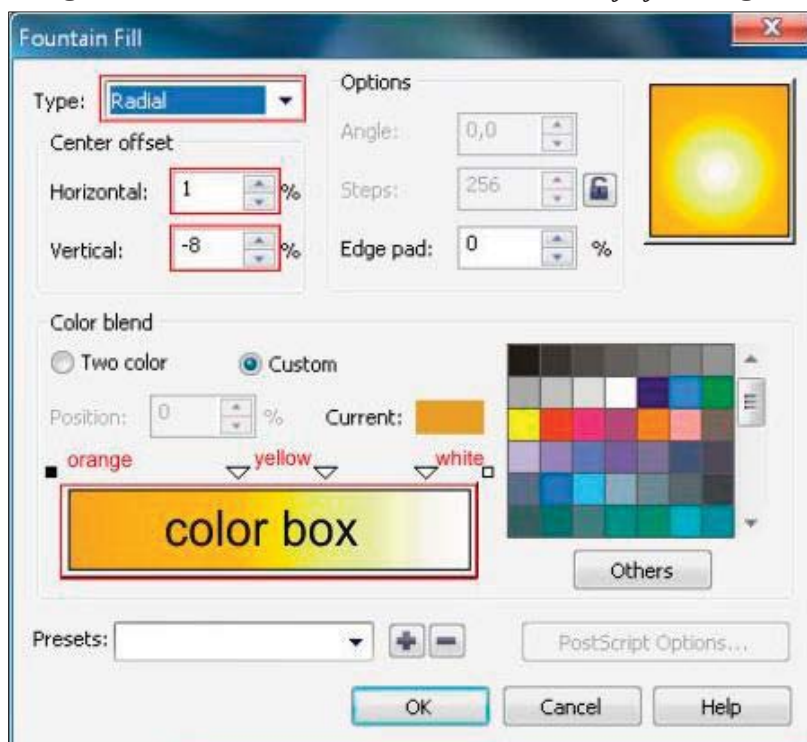 Fountain Fill
Type: Radial
Center offset
Horizontal: 1 %
Vertical: -8 %
Options
Angle: 0,0
Steps: 256
Edge pad: 0 %
Color blend
Two color Custom
Position: 0 % Current:
orange yellow white
color box
Others
Presets: PostScript Options...
OK Cancel Help